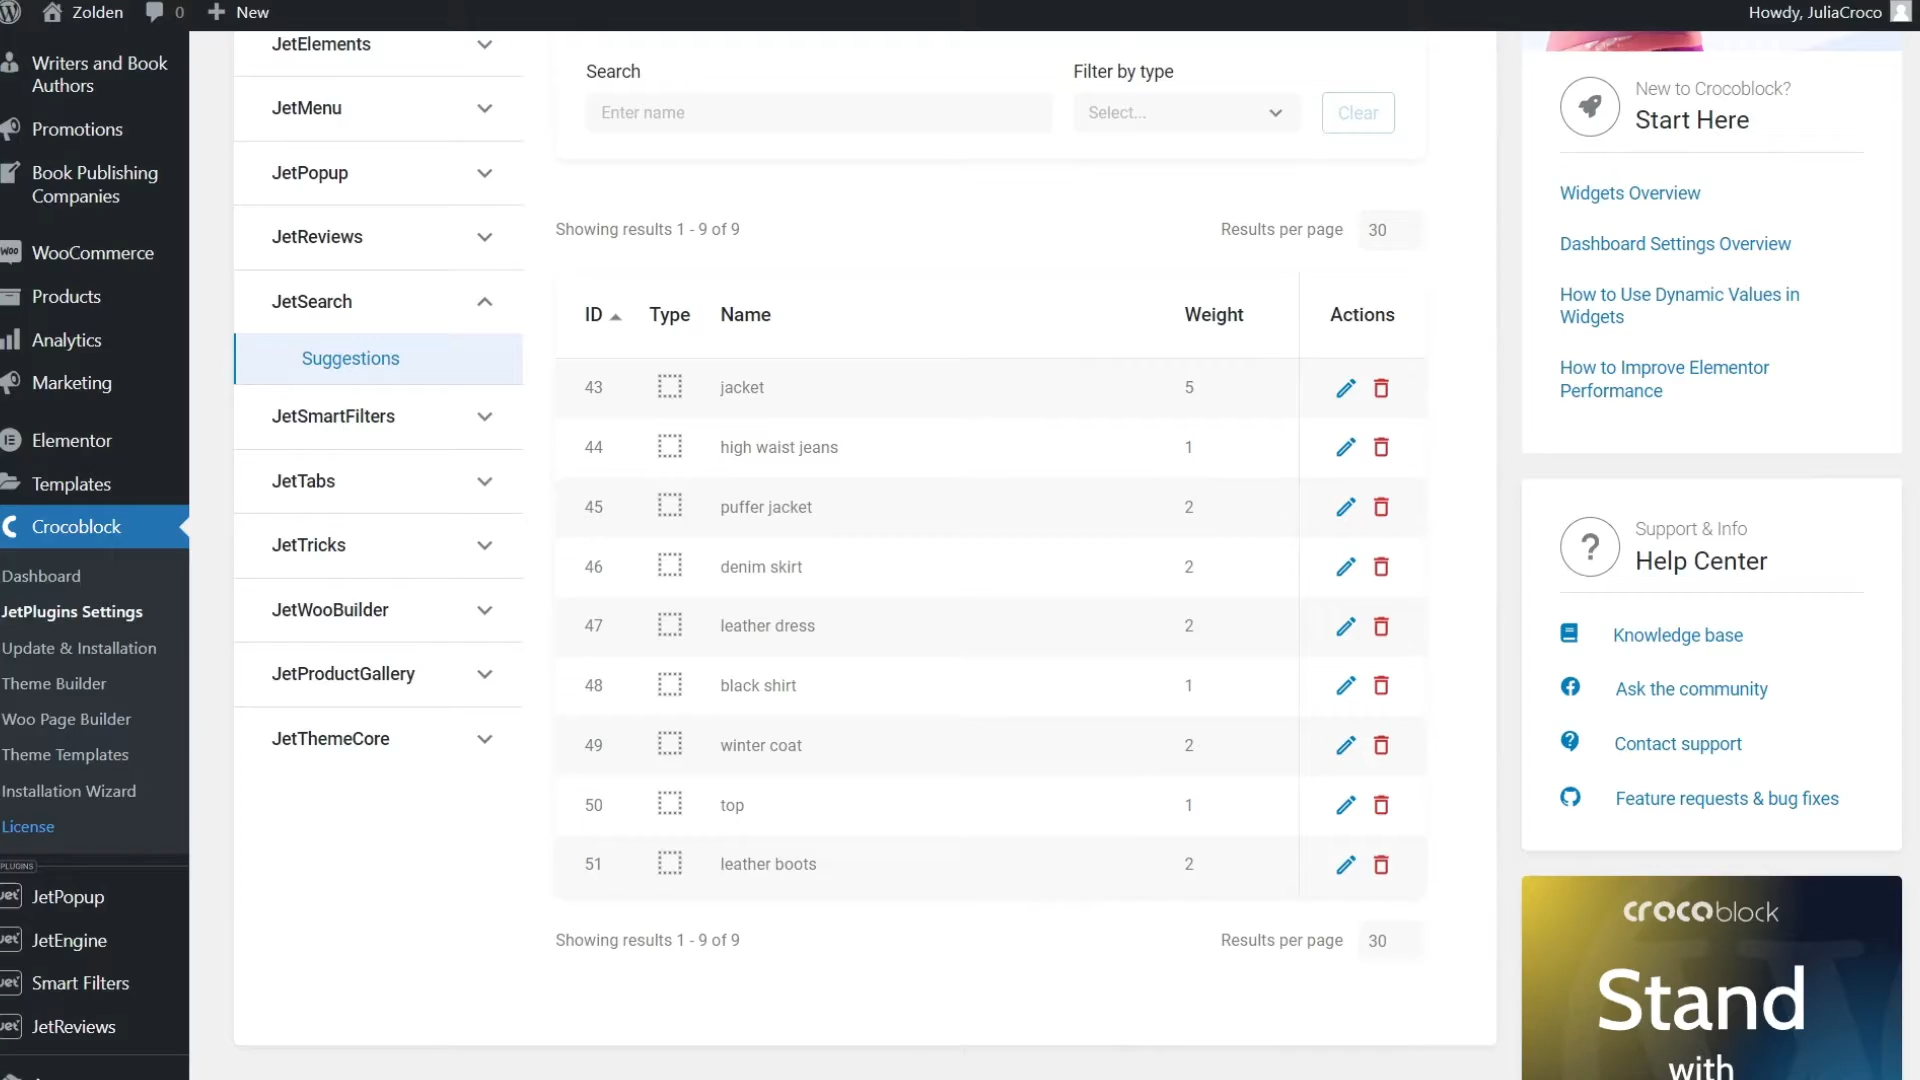 Zolden
0
New
Howdy, JuliaCroco
Writers and Book
Authors
Promotions
Book Publishing
Companies
WooCommerce
Products
Analytics
Marketing
Elementor
Templates
Crocoblock
Dashboard
JetPlugins Settings
Update & Installation
Theme Builder
Woo Page Builder
Theme Templates
Installation Wizard
License
PLUGINS
JetPopup
JetEngine
Smart Filters
JetReviews
JetElements
JetMenu
JetPopup
JetReviews
JetSearch
Suggestions
JetSmartFilters
JetTabs
JetTricks
JetWooBuilder
JetProductGallery
JetThemeCore
Search
Filter by type
Enter name
Select...
Clear
Showing results 1 - 9 of 9
Results per page 30
ID Type Name Weight Actions
43 jacket 5
44 high waist jeans 1
45 puffer jacket 2
46 denim skirt 2
47 leather dress 2
48 black shirt 1
49 winter coat 2
50 top 1
51 leather boots 2
Showing results 1 - 9 of 9
Results per page 30
New to Crocoblock?
Start Here
Widgets Overview
Dashboard Settings Overview
How to Use Dynamic Values in
Widgets
How to Improve Elementor
Performance
Support & Info
Help Center
Knowledge base
Ask the community
Contact support
Feature requests & bug fixes
crocoblock
Stand
with